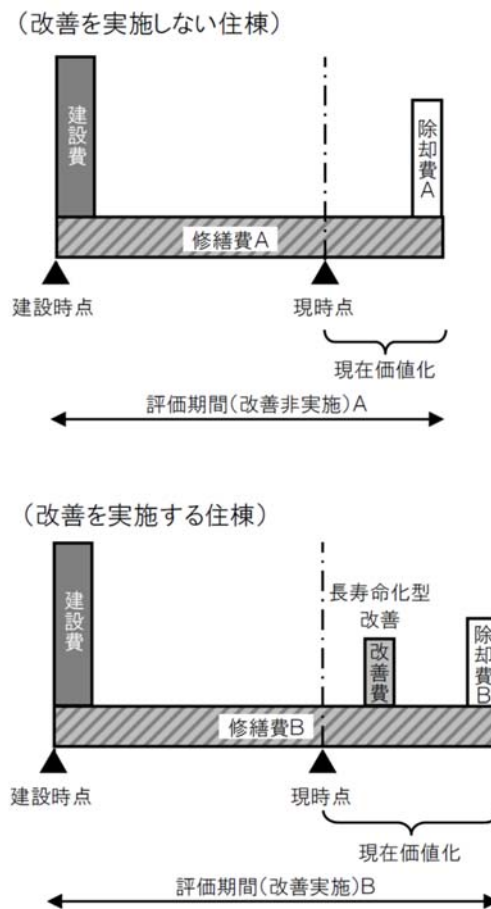 （改善を実施しない住棟）
建設費
除却費A
修繕費A
建設時点
現時点
現在価値化
評価期間（改善非実施）A
（改善を実施する住棟）
建設費
長寿命化型
改善
改善費
除却費B
修繕費B
建設時点
現時点
現在価値化
評価期間（改善実施）B